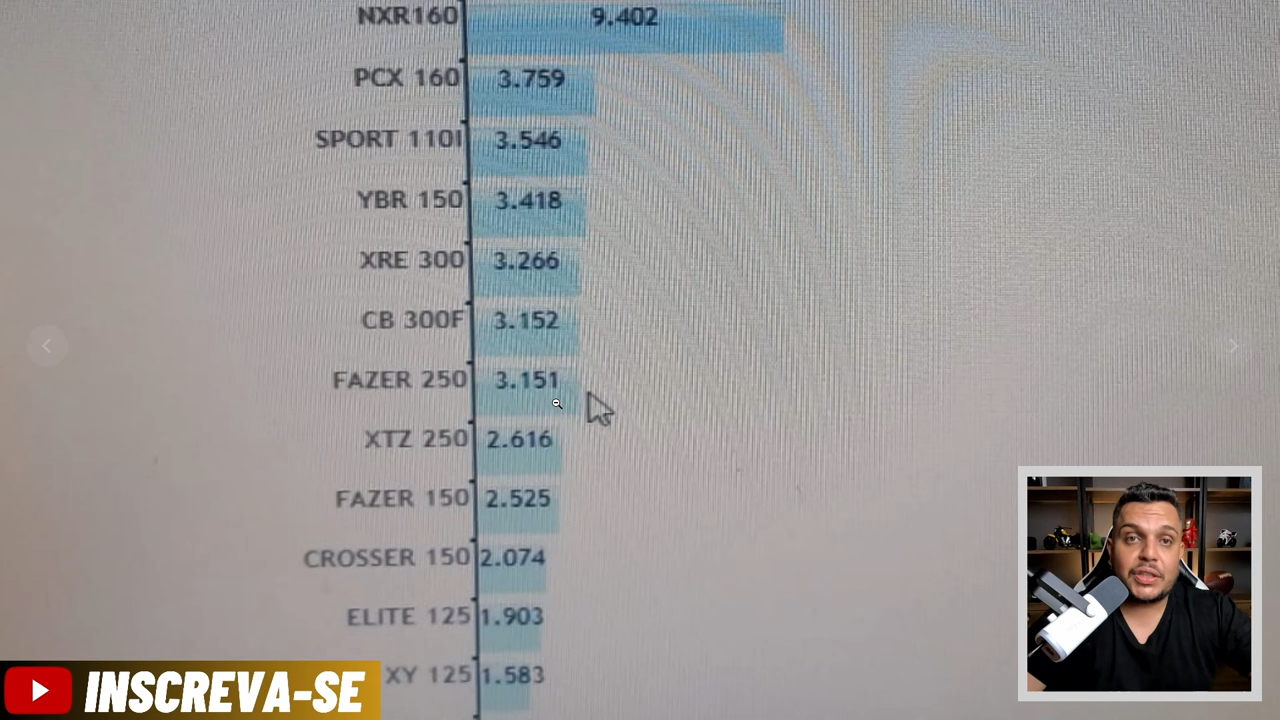 NXR160 9.402
PCX 160 3.759
SPORT 110I 3.546
YBR 150 3.418
XRE 300 3.266
CB 300F 3.152
FAZER 250 3.151
XTZ 250 2.616
FAZER 150 2.525
CROSSER 150 2.074
ELITE 125 1.903
XY 125 1.583
INSCREVA-SE